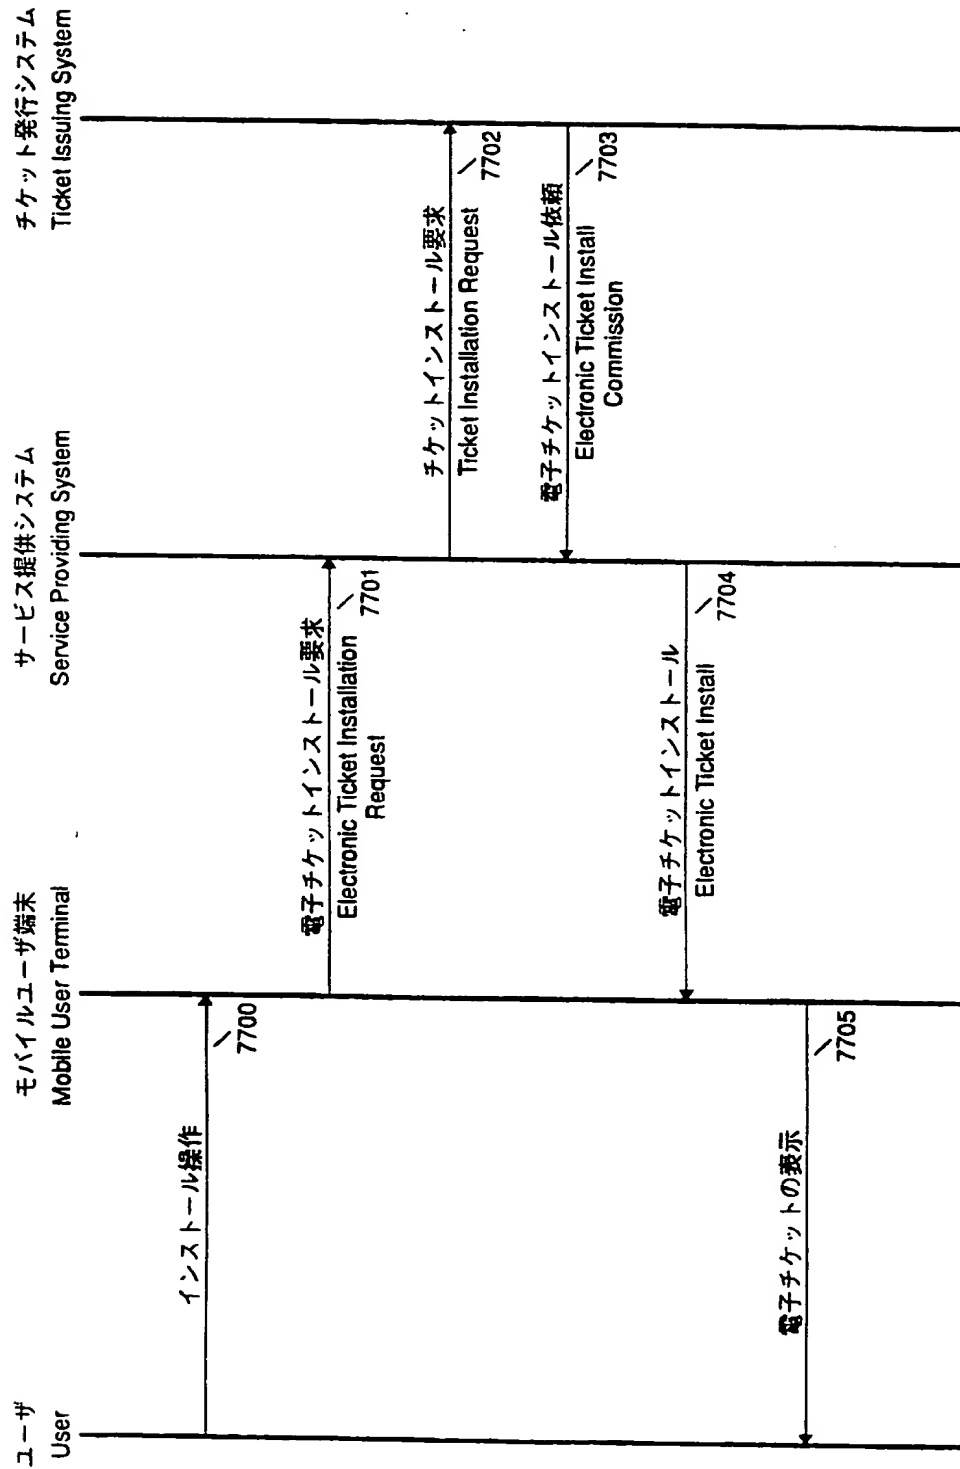 ユーザ
User
モバイルユーザ端末
Mobile User Terminal
サービス提供システム
Service Providing System
チケット発行システム
Ticket Issuing System
インストール操作
7700
電子チケットインストール要求
7701
Electronic Ticket Installation
Request
チケットインストール要求
7702
Ticket Installation Request
電子チケットインストール依頼
7703
Electronic Ticket Install
Commission
電子チケットインストール
7704
Electronic Ticket Install
電子チケットの表示
7705